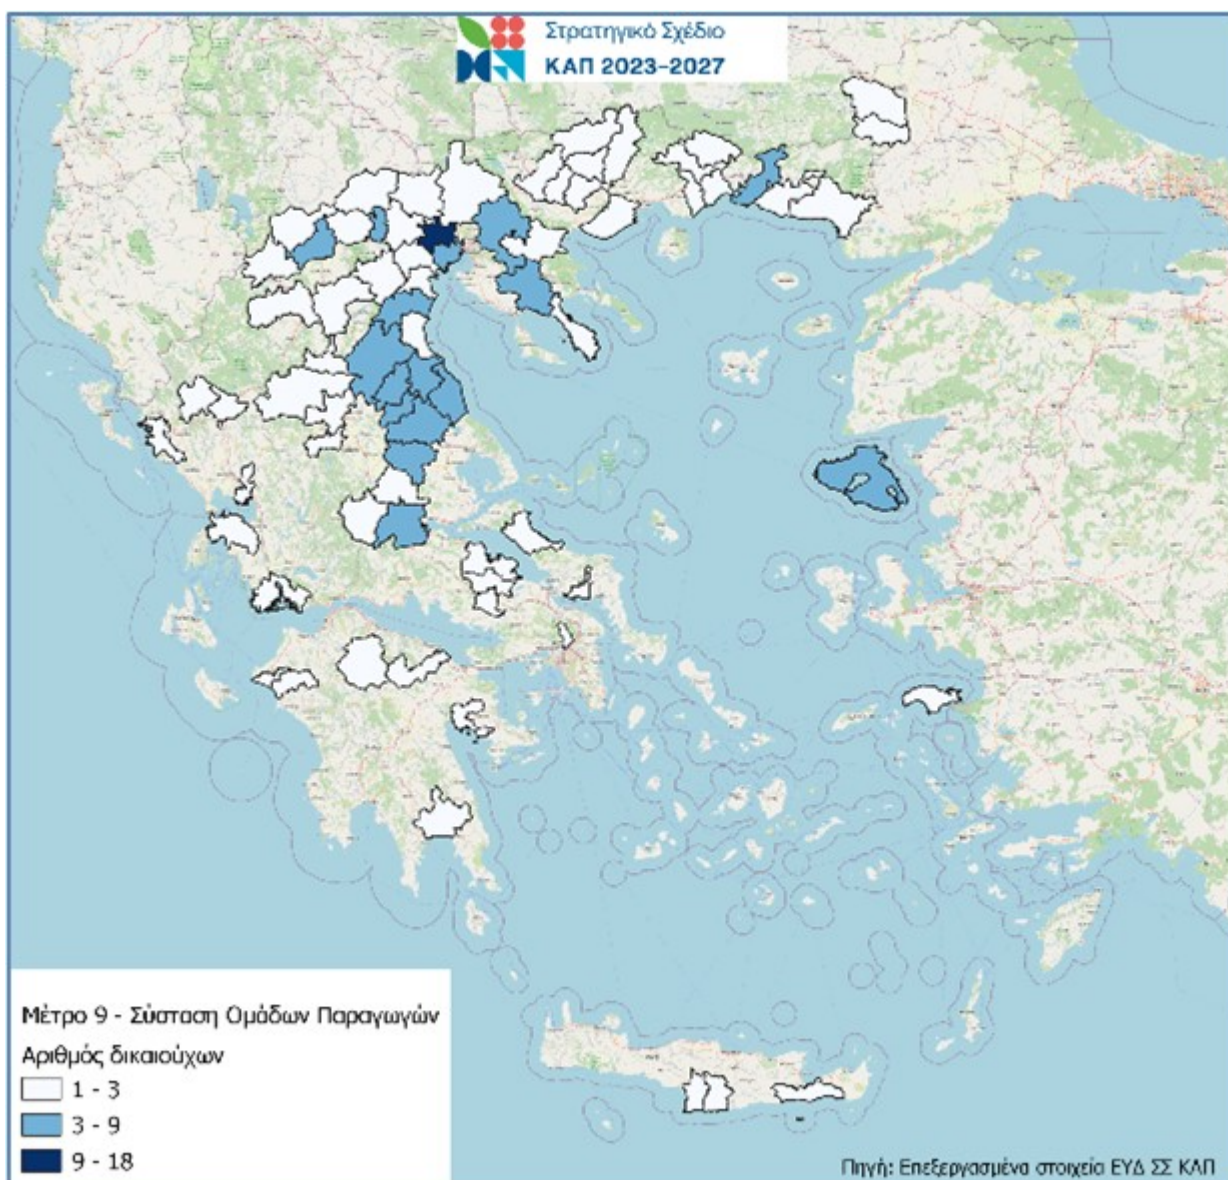 Στρατηγικό Σχέδιο
ΚΑΠ 2023–2027
Μέτρο 9 - Σύσταση Ομάδων Παραγωγών
Αριθμός δικαιούχων
1 - 3
3 - 9
9 - 18
Πηγή: Επεξεργασμένα στοιχεία ΕΥΔ ΣΣ ΚΑΠ